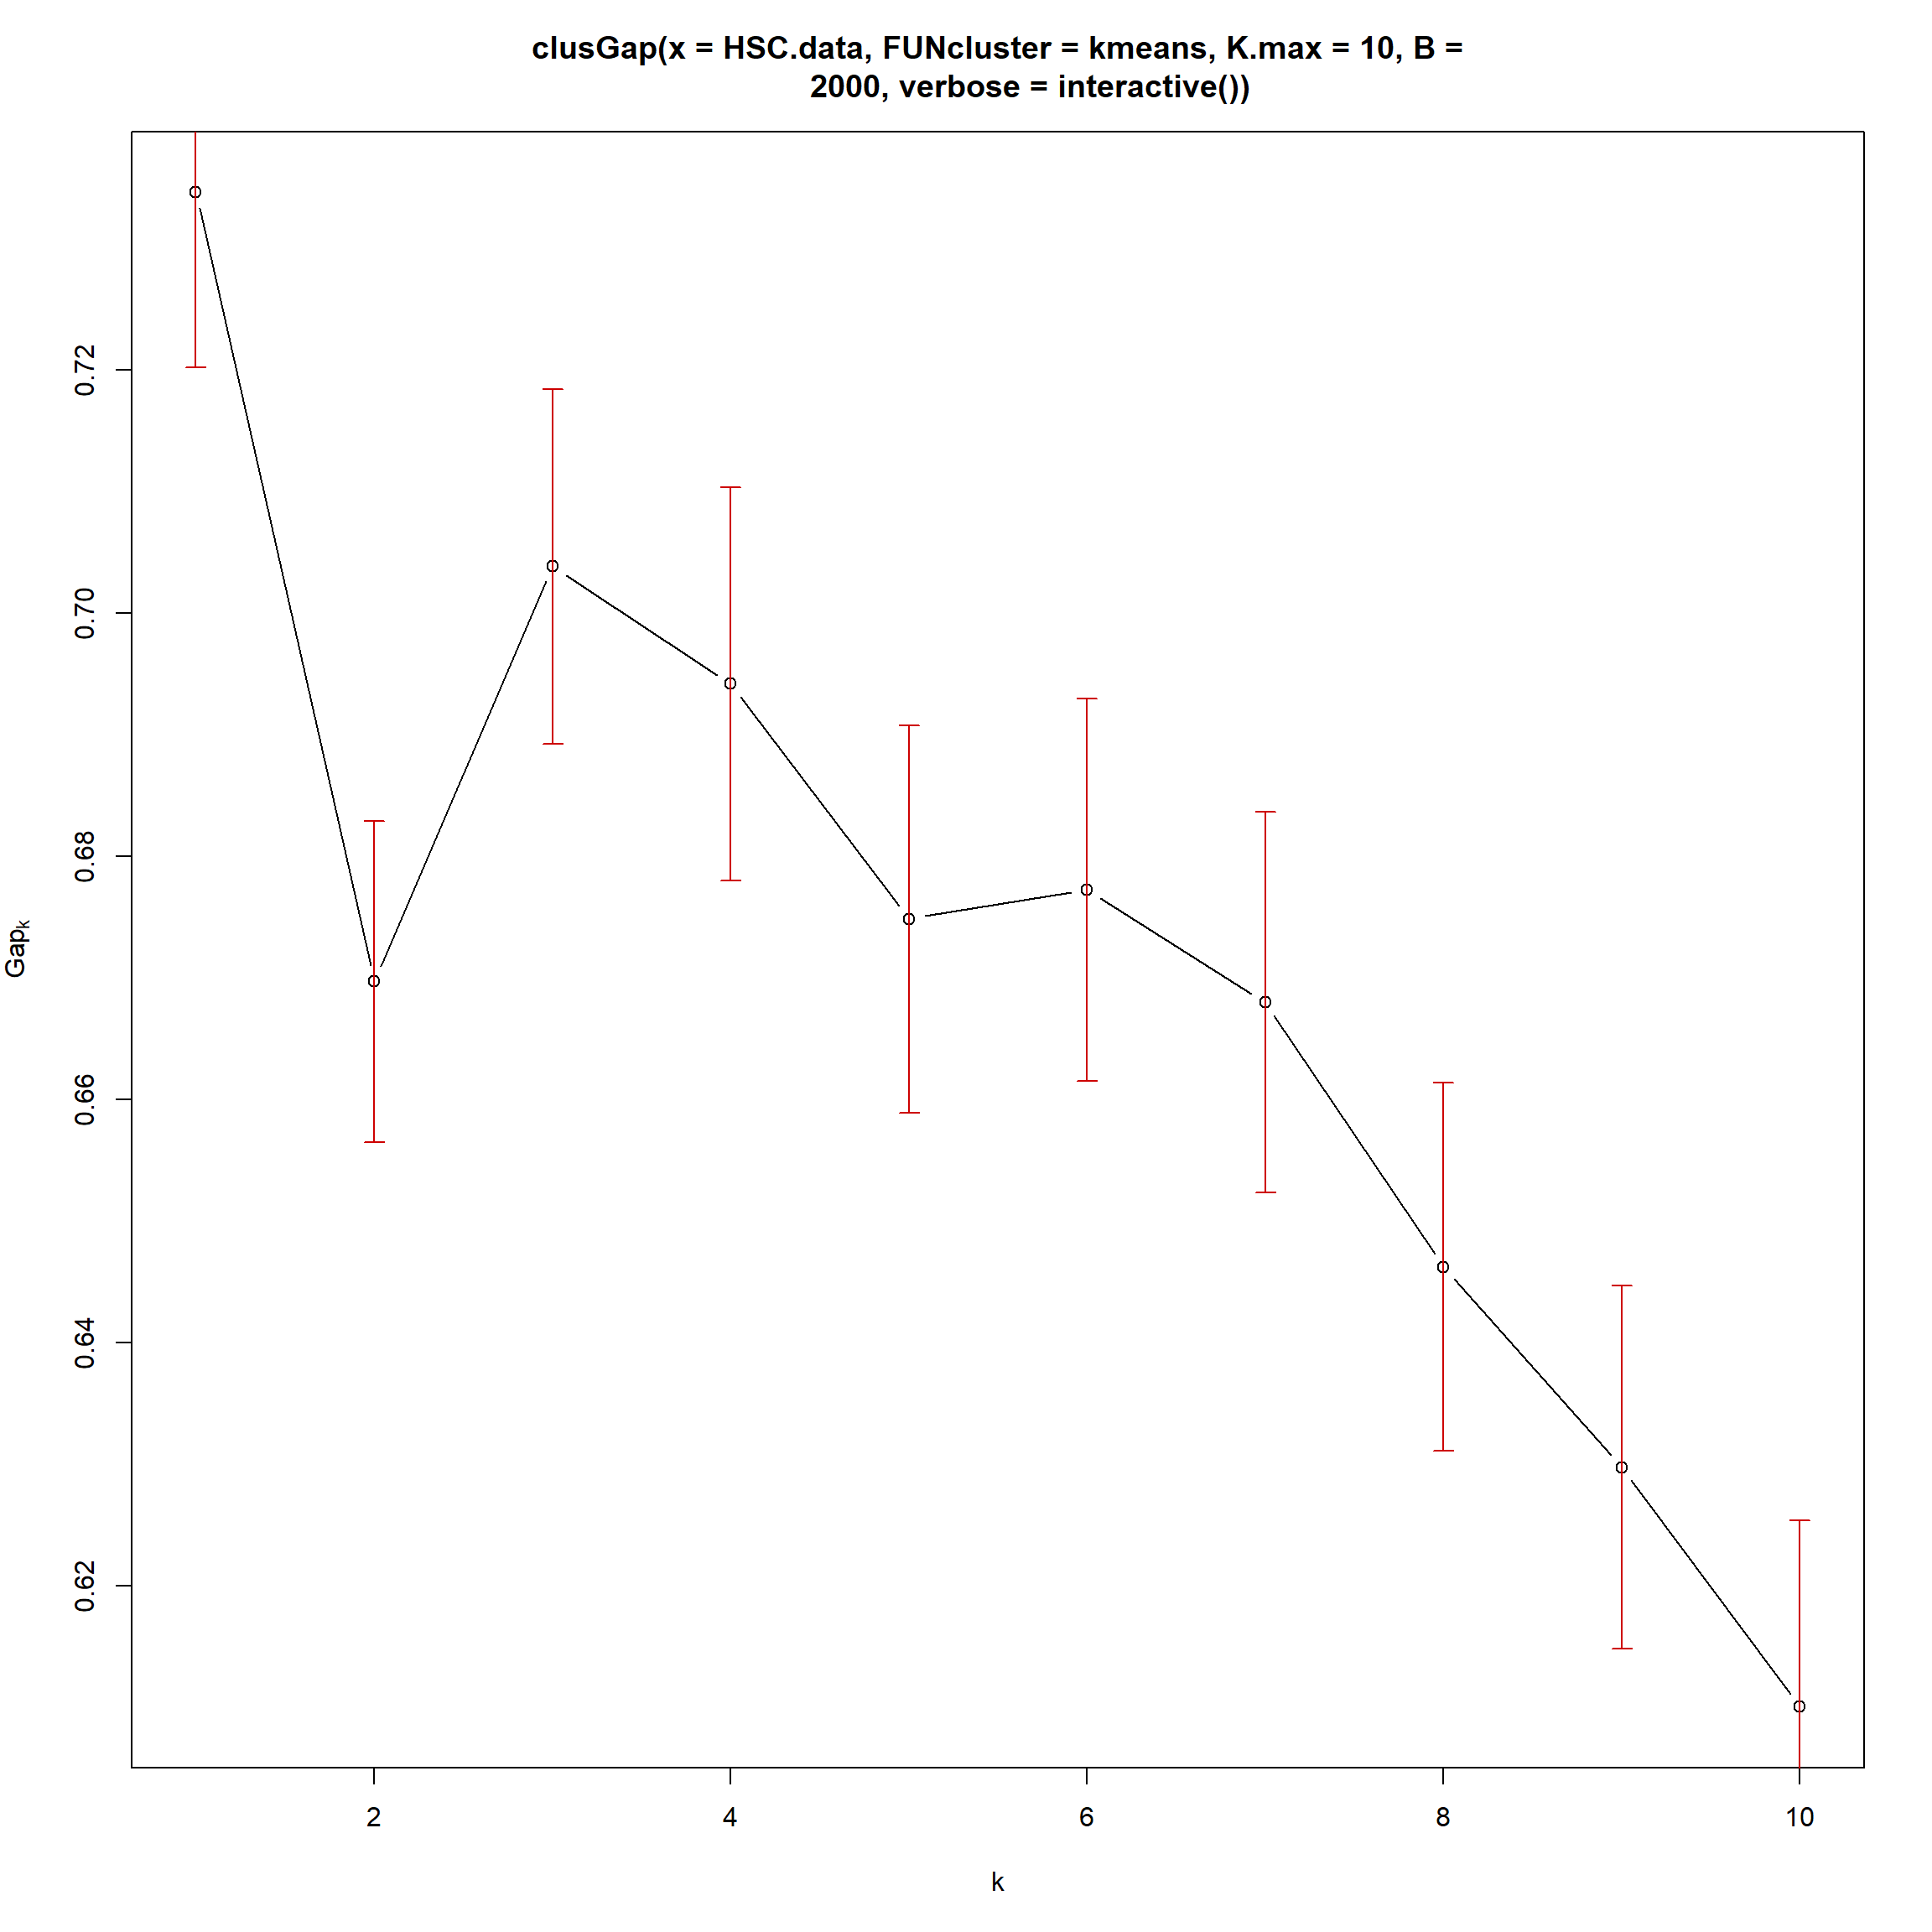 clusGap(x = HSC.data, FUNcluster = kmeans, K.max = 10, B =
2000, verbose = interactive())
0.72
0.70
0.68
0.66
0.64
0.62
Gapk
2 4 6 8 10
k